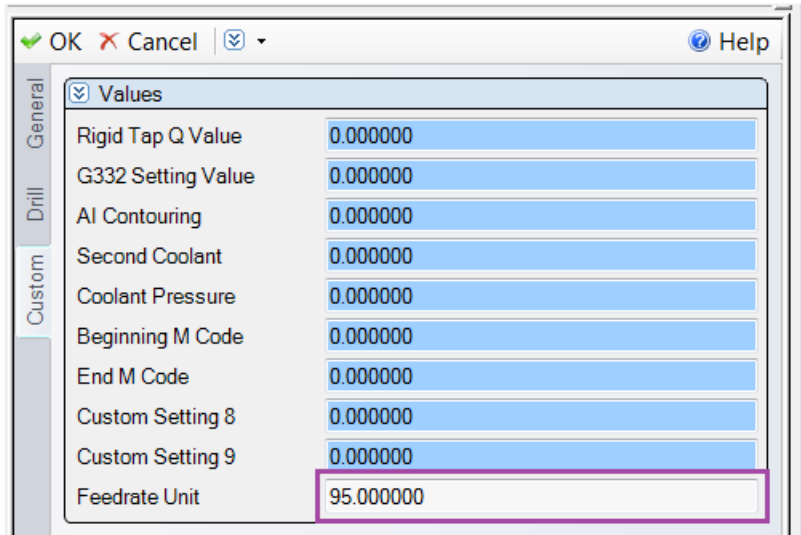 OK Cancel Help
General
Drill
Custom
Values
Rigid Tap Q Value 0.000000
G332 Setting Value 0.000000
AI Contouring 0.000000
Second Coolant 0.000000
Coolant Pressure 0.000000
Beginning M Code 0.000000
End M Code 0.000000
Custom Setting 8 0.000000
Custom Setting 9 0.000000
Feedrate Unit 95.000000